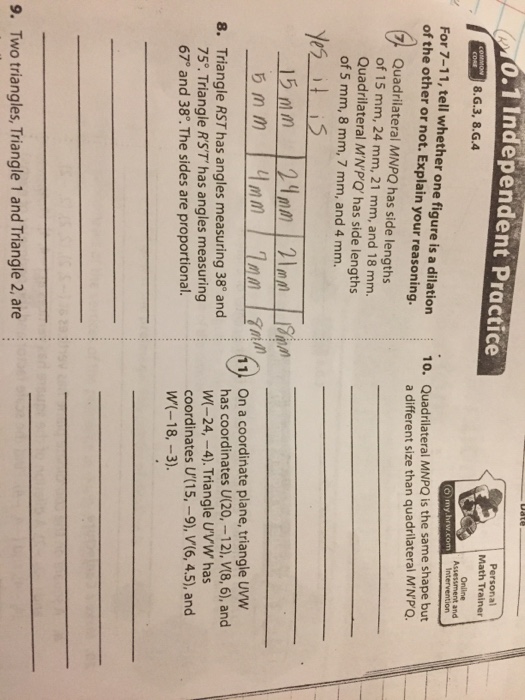 Date
10.1 Independent Practice
COMMON CORE
8.G.3, 8.G.4
Personal
Math Trainer
Online
Assessment and
Intervention
my.hrw.com
For 7–11, tell whether one figure is a dilation
of the other or not. Explain your reasoning.
7. Quadrilateral MNPQ has side lengths
of 15 mm, 24 mm, 21 mm, and 18 mm.
Quadrilateral M'N'P'Q' has side lengths
of 5 mm, 8 mm, 7 mm, and 4 mm.
Yes it is
15 mm 24 mm 21 mm 18mm
5 mm 4 mm 7 mm 8 mm
8. Triangle RST has angles measuring 38° and
75°. Triangle R'S'T' has angles measuring
67° and 38°. The sides are proportional.
9. Two triangles, Triangle 1 and Triangle 2, are
10. Quadrilateral MNPQ is the same shape but
a different size than quadrilateral M'N'P'Q.
11. On a coordinate plane, triangle UVW
has coordinates U(20, −12), V(8, 6), and
W(−24, −4). Triangle U'V'W' has
coordinates U'(15, −9), V'(6, 4.5), and
W'(−18, −3).